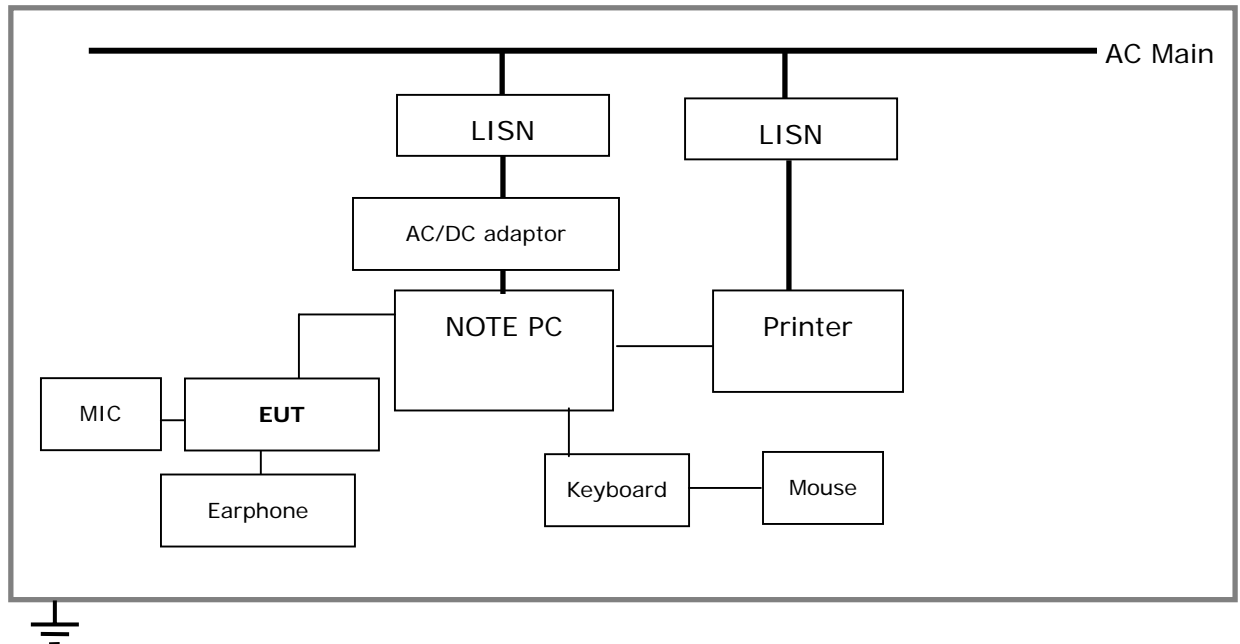 AC Main
LISN
LISN
AC/DC adaptor
NOTE PC
Printer
MIC
EUT
Earphone
Keyboard
Mouse